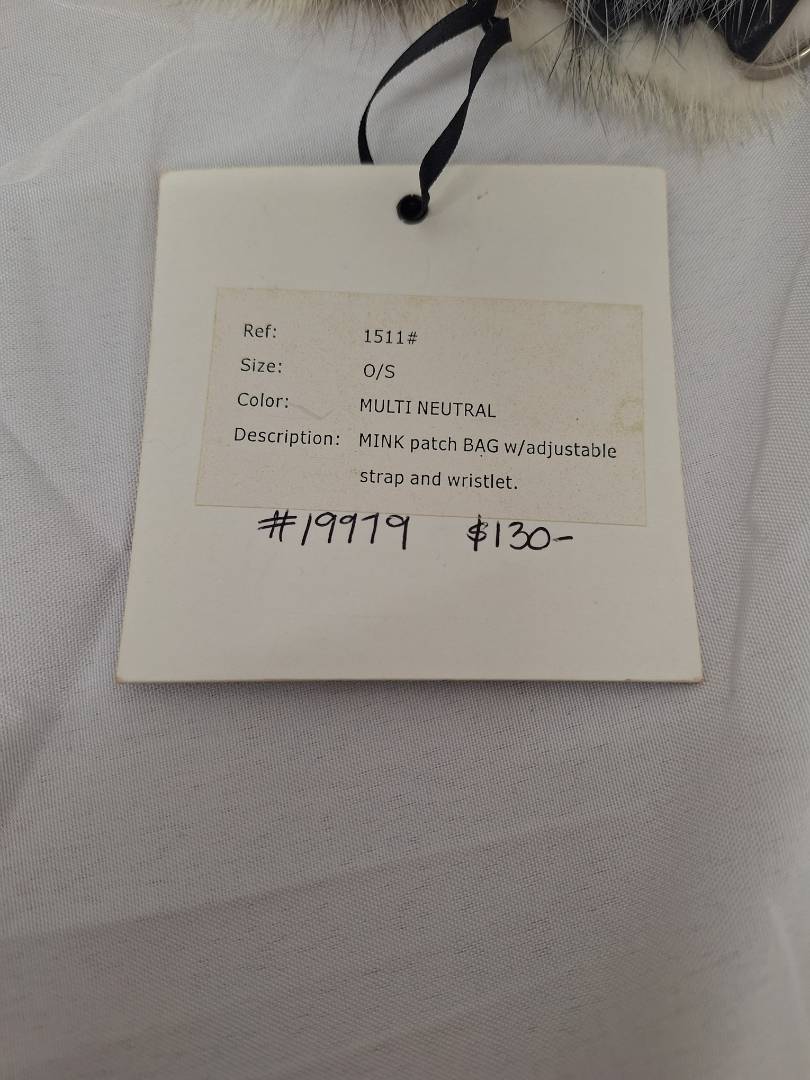 Ref: 1511#
Size: O/S
Color: MULTI NEUTRAL
Description: MINK patch BAG w/adjustable
strap and wristlet.
#19979 $130-